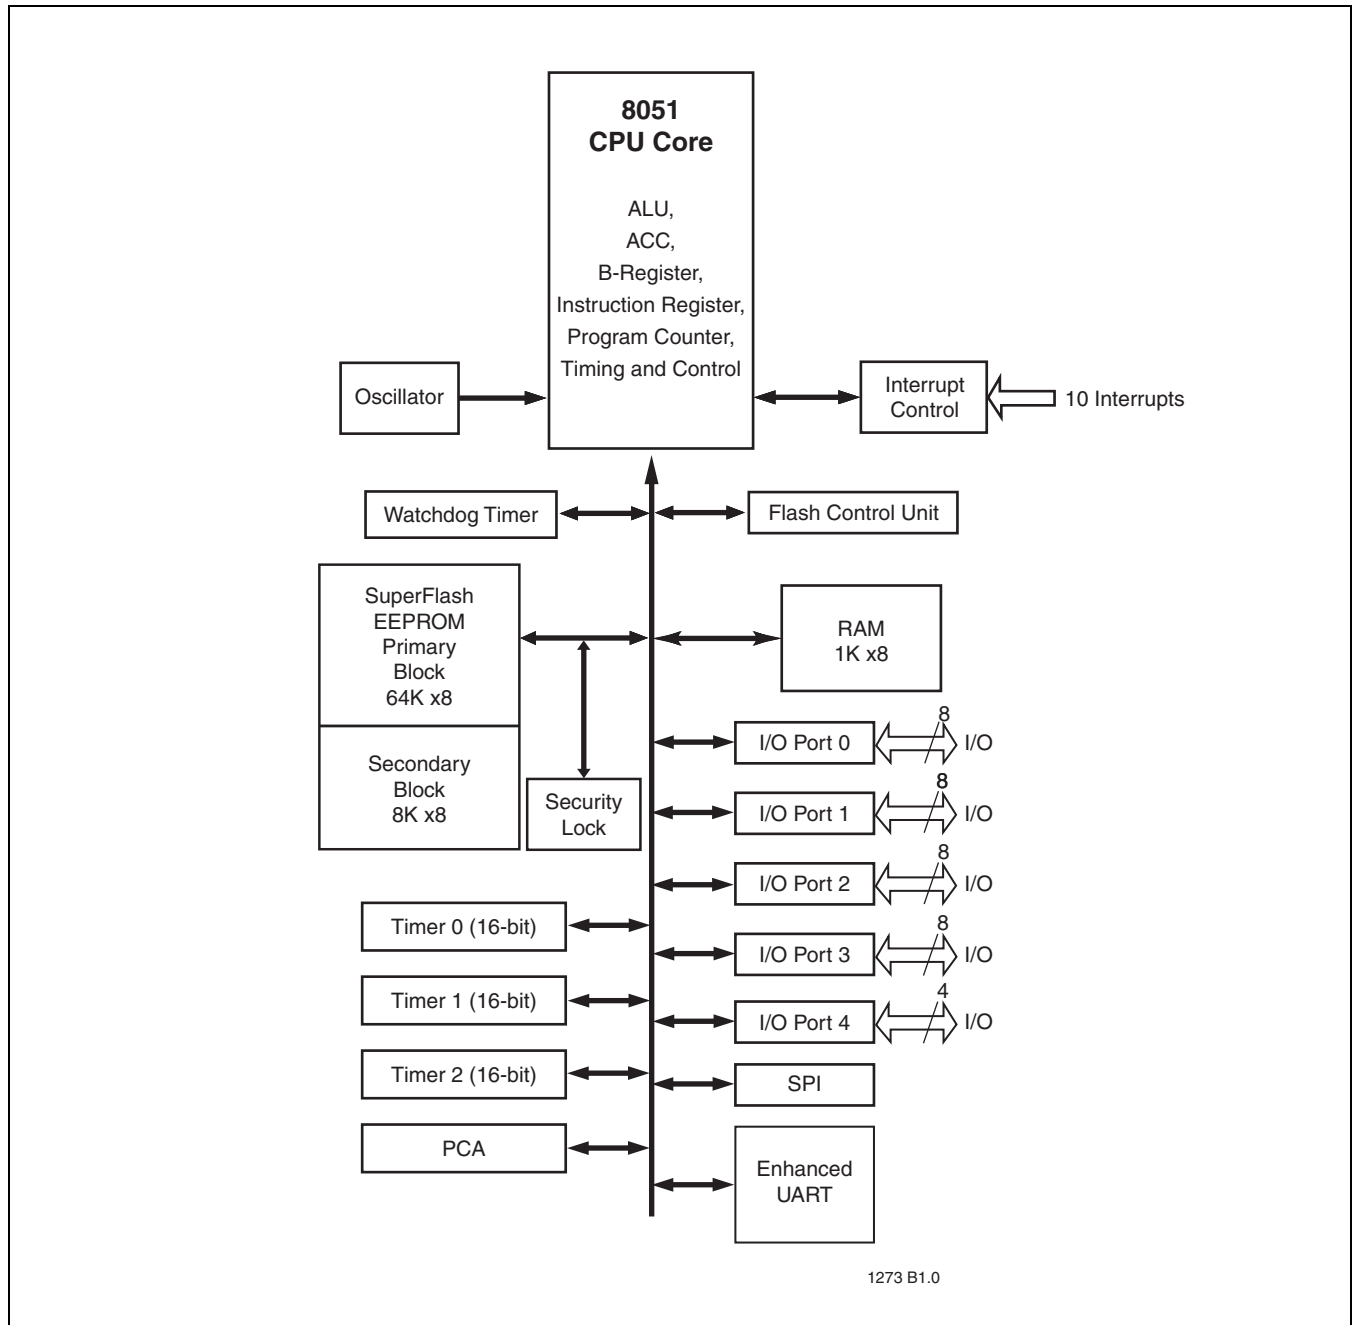 8051
CPU Core
ALU,
ACC,
B-Register,
Instruction Register,
Program Counter,
Timing and Control
Oscillator
Interrupt
Control
10 Interrupts
Watchdog Timer
Flash Control Unit
SuperFlash
EEPROM
Primary
Block
64K x8
Secondary
Block
8K x8
Security
Lock
RAM
1K x8
8
I/O Port 0
I/O
8
I/O Port 1
I/O
8
I/O Port 2
I/O
8
I/O Port 3
I/O
4
I/O Port 4
I/O
Timer 0 (16-bit)
Timer 1 (16-bit)
Timer 2 (16-bit)
PCA
SPI
Enhanced
UART
1273 B1.0